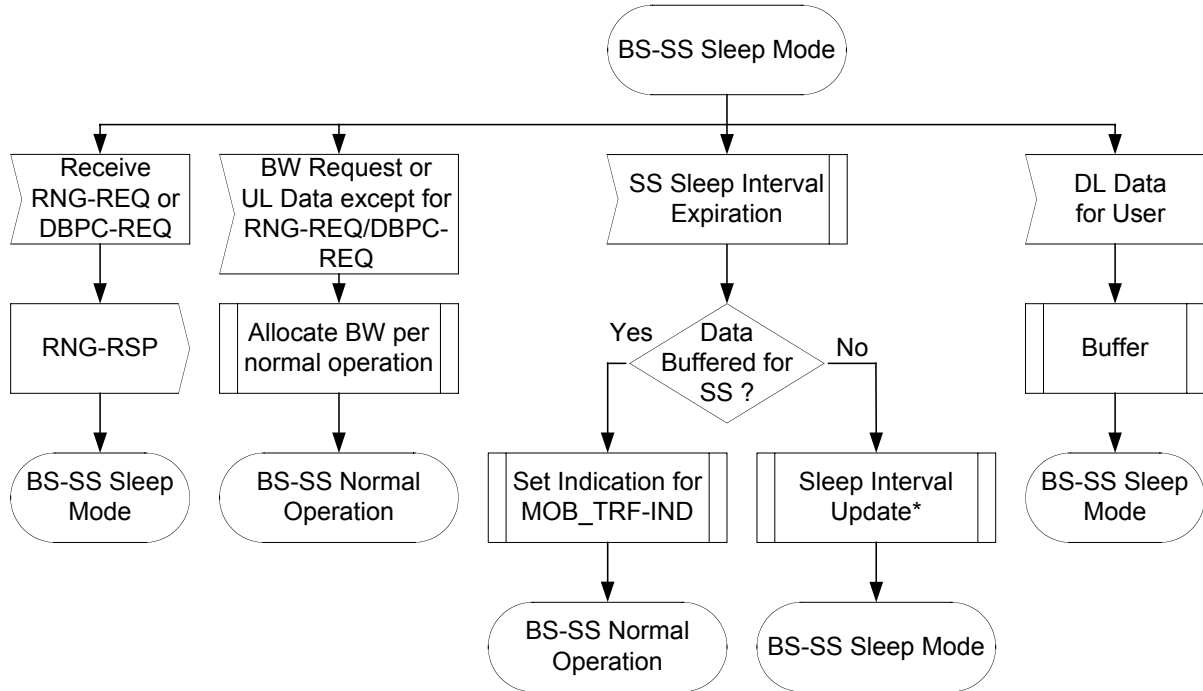 BS-SS Sleep Mode
Receive
RNG-REQ or
DBPC-REQ
BW Request or
UL Data except for
RNG-REQ/DBPC-
REQ
SS Sleep Interval
Expiration
DL Data
for User
RNG-RSP
Allocate BW per
normal operation
Yes
Data
Buffered for
SS ?
No
Buffer
BS-SS Sleep
Mode
BS-SS Normal
Operation
Set Indication for
MOB_TRF-IND
Sleep Interval
Update*
BS-SS Sleep
Mode
BS-SS Normal
Operation
BS-SS Sleep Mode